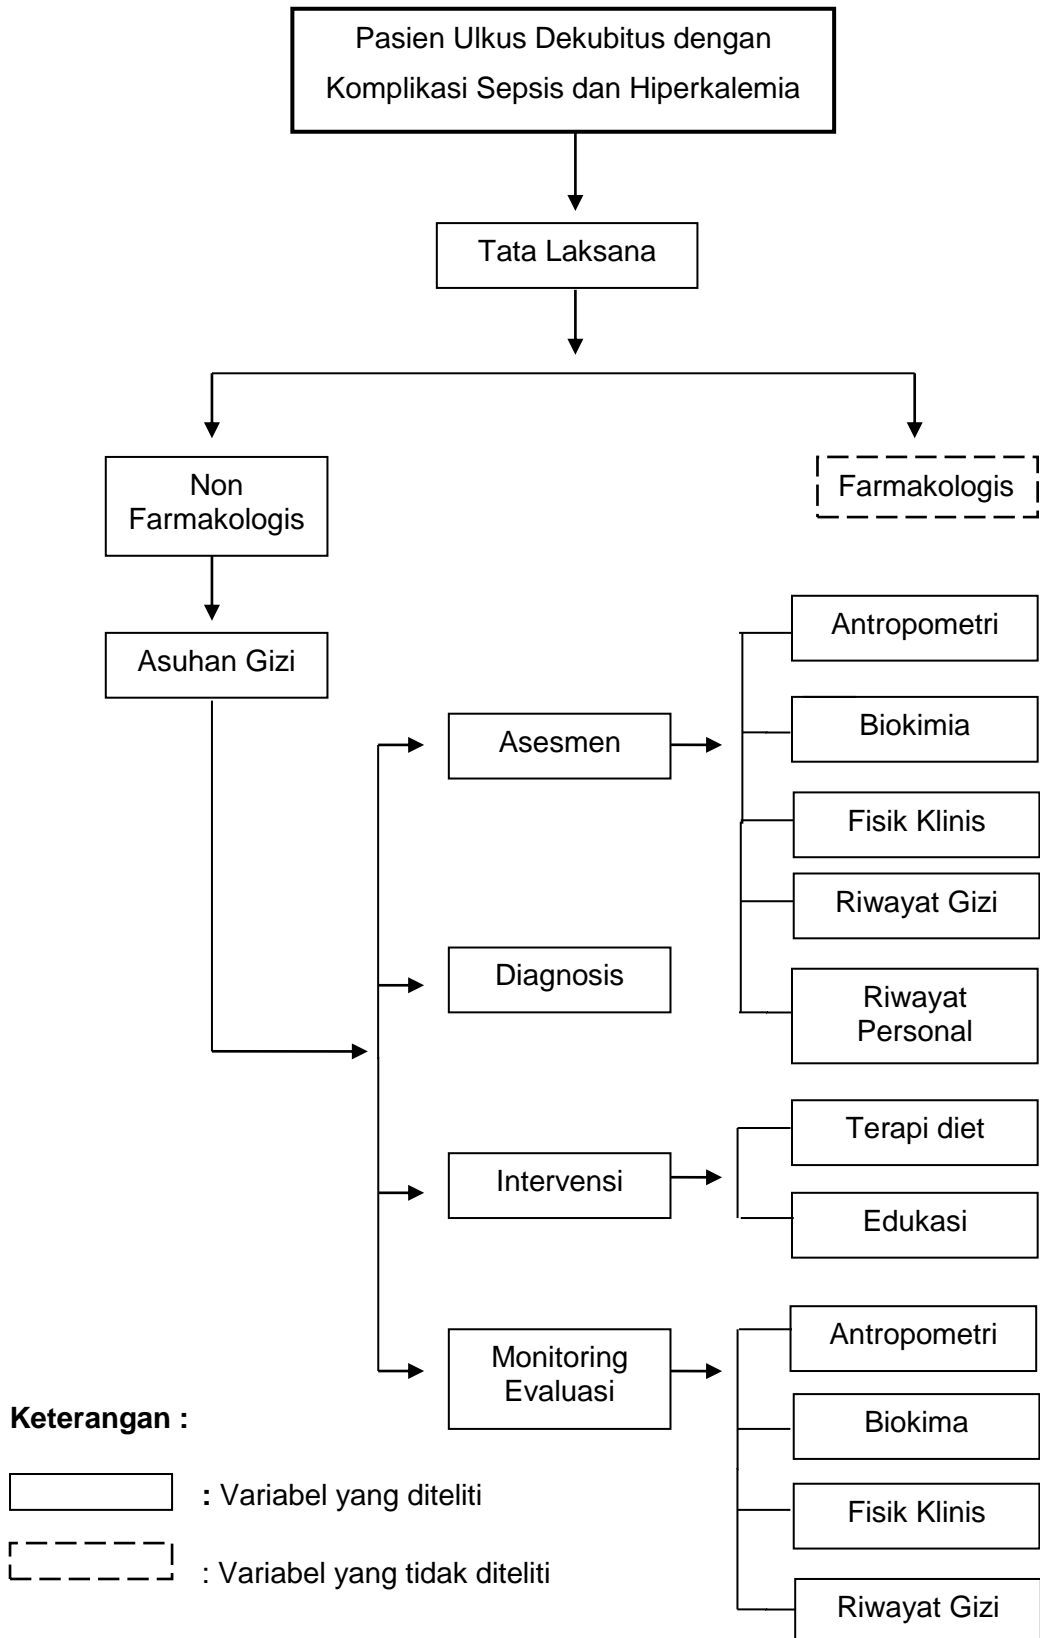 Pasien Ulkus Dekubitus dengan
Komplikasi Sepsis dan Hiperkalemia
Tata Laksana
Non
Farmakologis
Farmakologis
Asuhan Gizi
Asesmen
Antropometri
Biokimia
Fisik Klinis
Riwayat Gizi
Riwayat
Personal
Diagnosis
Intervensi
Terapi diet
Edukasi
Monitoring
Evaluasi
Antropometri
Biokima
Fisik Klinis
Riwayat Gizi
Keterangan :
: Variabel yang diteliti
: Variabel yang tidak diteliti